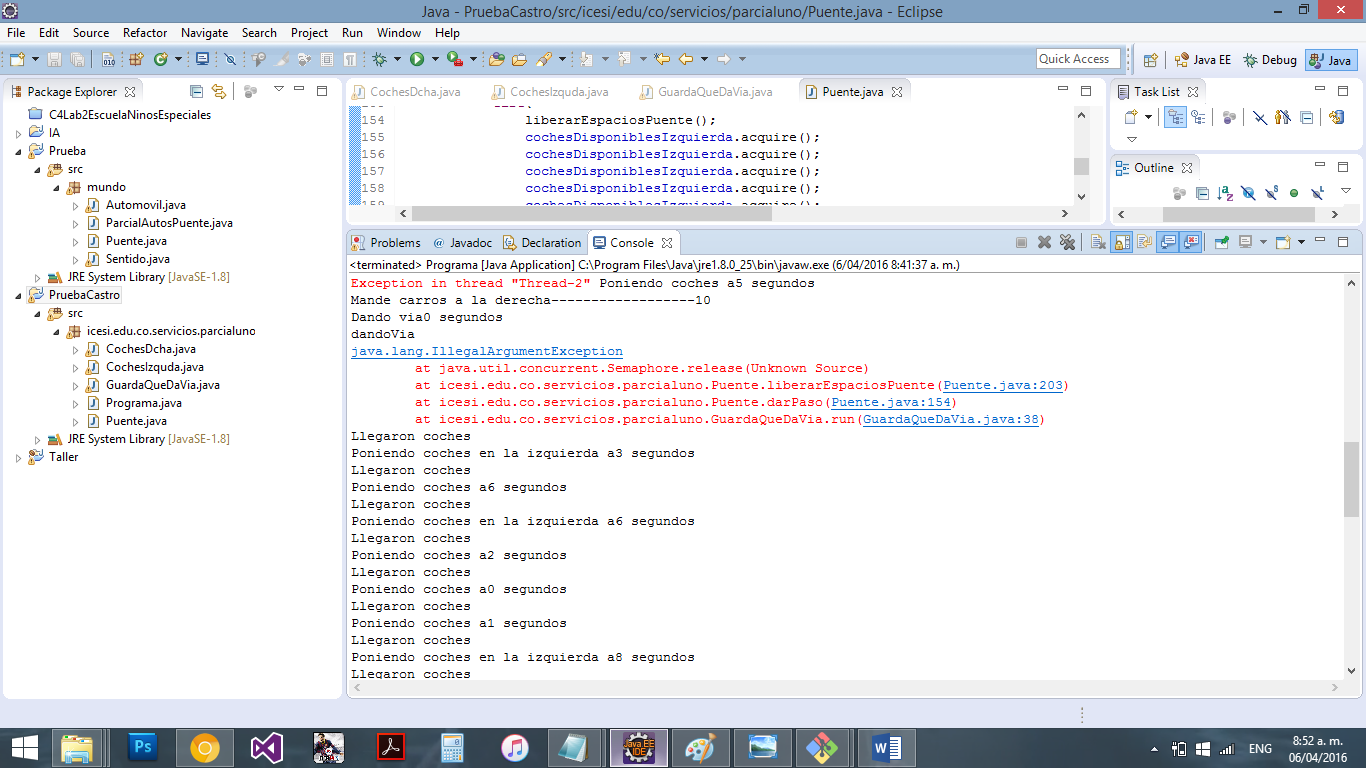 Java - PruebaCastro/src/icesi/edu/co/servicios/parcialuno/Puente.java - Eclipse
File Edit Source Refactor Navigate Search Project Run Window Help
Quick Access
Java EE
Debug
Java
Package Explorer
C4Lab2EscuelaNinosEspeciales
IA
Prueba
src
mundo
Automovil.java
ParcialAutosPuente.java
Puente.java
Sentido.java
JRE System Library [JavaSE-1.8]
PruebaCastro
src
icesi.edu.co.servicios.parcialuno
CochesDcha.java
CochesIzquda.java
GuardaQueDaVia.java
Programa.java
Puente.java
JRE System Library [JavaSE-1.8]
Taller
CochesDcha.java
CochesIzquda.java
GuardaQueDaVia.java
Puente.java
154 liberarEspaciosPuente();
155 cochesDisponiblesIzquierda.acquire();
156 cochesDisponiblesIzquierda.acquire();
157 cochesDisponiblesIzquierda.acquire();
158 cochesDisponiblesIzquierda.acquire();
159 cochesDisponiblesIzquierda.acquire();
Task List
Outline
Problems
@ Javadoc
Declaration
Console
<terminated> Programa [Java Application] C:\Program Files\Java\jre1.8.0_25\bin\javaw.exe (6/04/2016 8:41:37 a. m.)
Exception in thread "Thread-2" Poniendo coches a5 segundos
Mande carros a la derecha------------------10
Dando via0 segundos
dandoVia
java.lang.IllegalArgumentException
at java.util.concurrent.Semaphore.release(Unknown Source)
at icesi.edu.co.servicios.parcialuno.Puente.liberarEspaciosPuente(Puente.java:203)
at icesi.edu.co.servicios.parcialuno.Puente.darPaso(Puente.java:154)
at icesi.edu.co.servicios.parcialuno.GuardaQueDaVia.run(GuardaQueDaVia.java:38)
Llegaron coches
Poniendo coches en la izquierda a3 segundos
Llegaron coches
Poniendo coches a6 segundos
Llegaron coches
Poniendo coches en la izquierda a6 segundos
Llegaron coches
Poniendo coches a2 segundos
Llegaron coches
Poniendo coches a0 segundos
Llegaron coches
Poniendo coches a1 segundos
Llegaron coches
Poniendo coches en la izquierda a8 segundos
Llegaron coches
Ps
Java EE
IDE
ENG
8:52 a. m.
06/04/2016